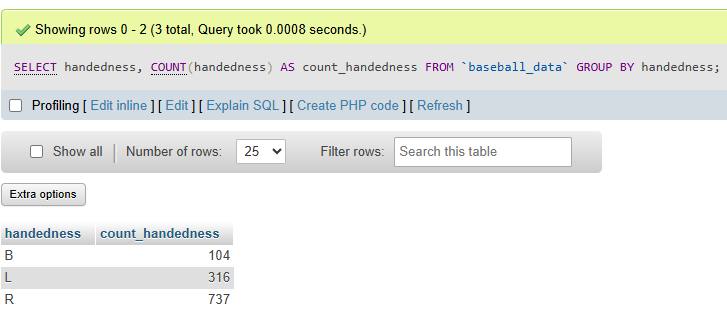 Showing rows 0 - 2 (3 total, Query took 0.0008 seconds.)
SELECT handedness, COUNT(handedness) AS count_handedness FROM `baseball_data` GROUP BY handedness;
Profiling [ Edit inline ] [ Edit ] [ Explain SQL ] [ Create PHP code ] [ Refresh ]
Show all Number of rows: 25 Filter rows: Search this table
Extra options
handedness count_handedness
B 104
L 316
R 737